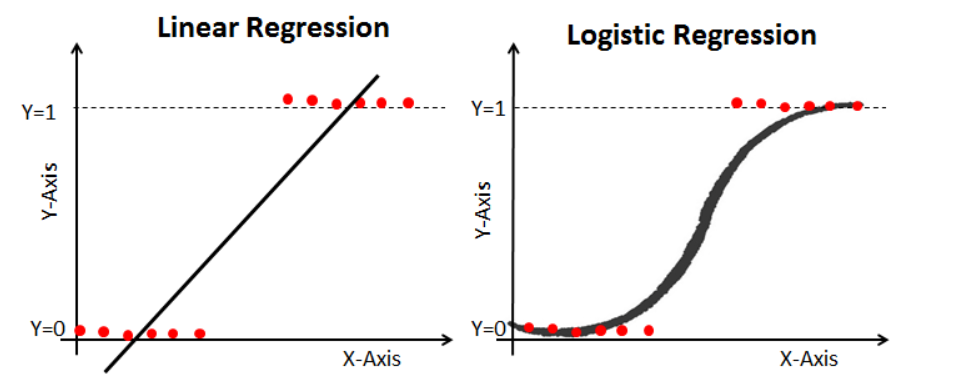 Linear Regression
Y=1
Y-Axis
Y=0
X-Axis
Logistic Regression
Y=1
Y-Axis
Y=0
X-Axis